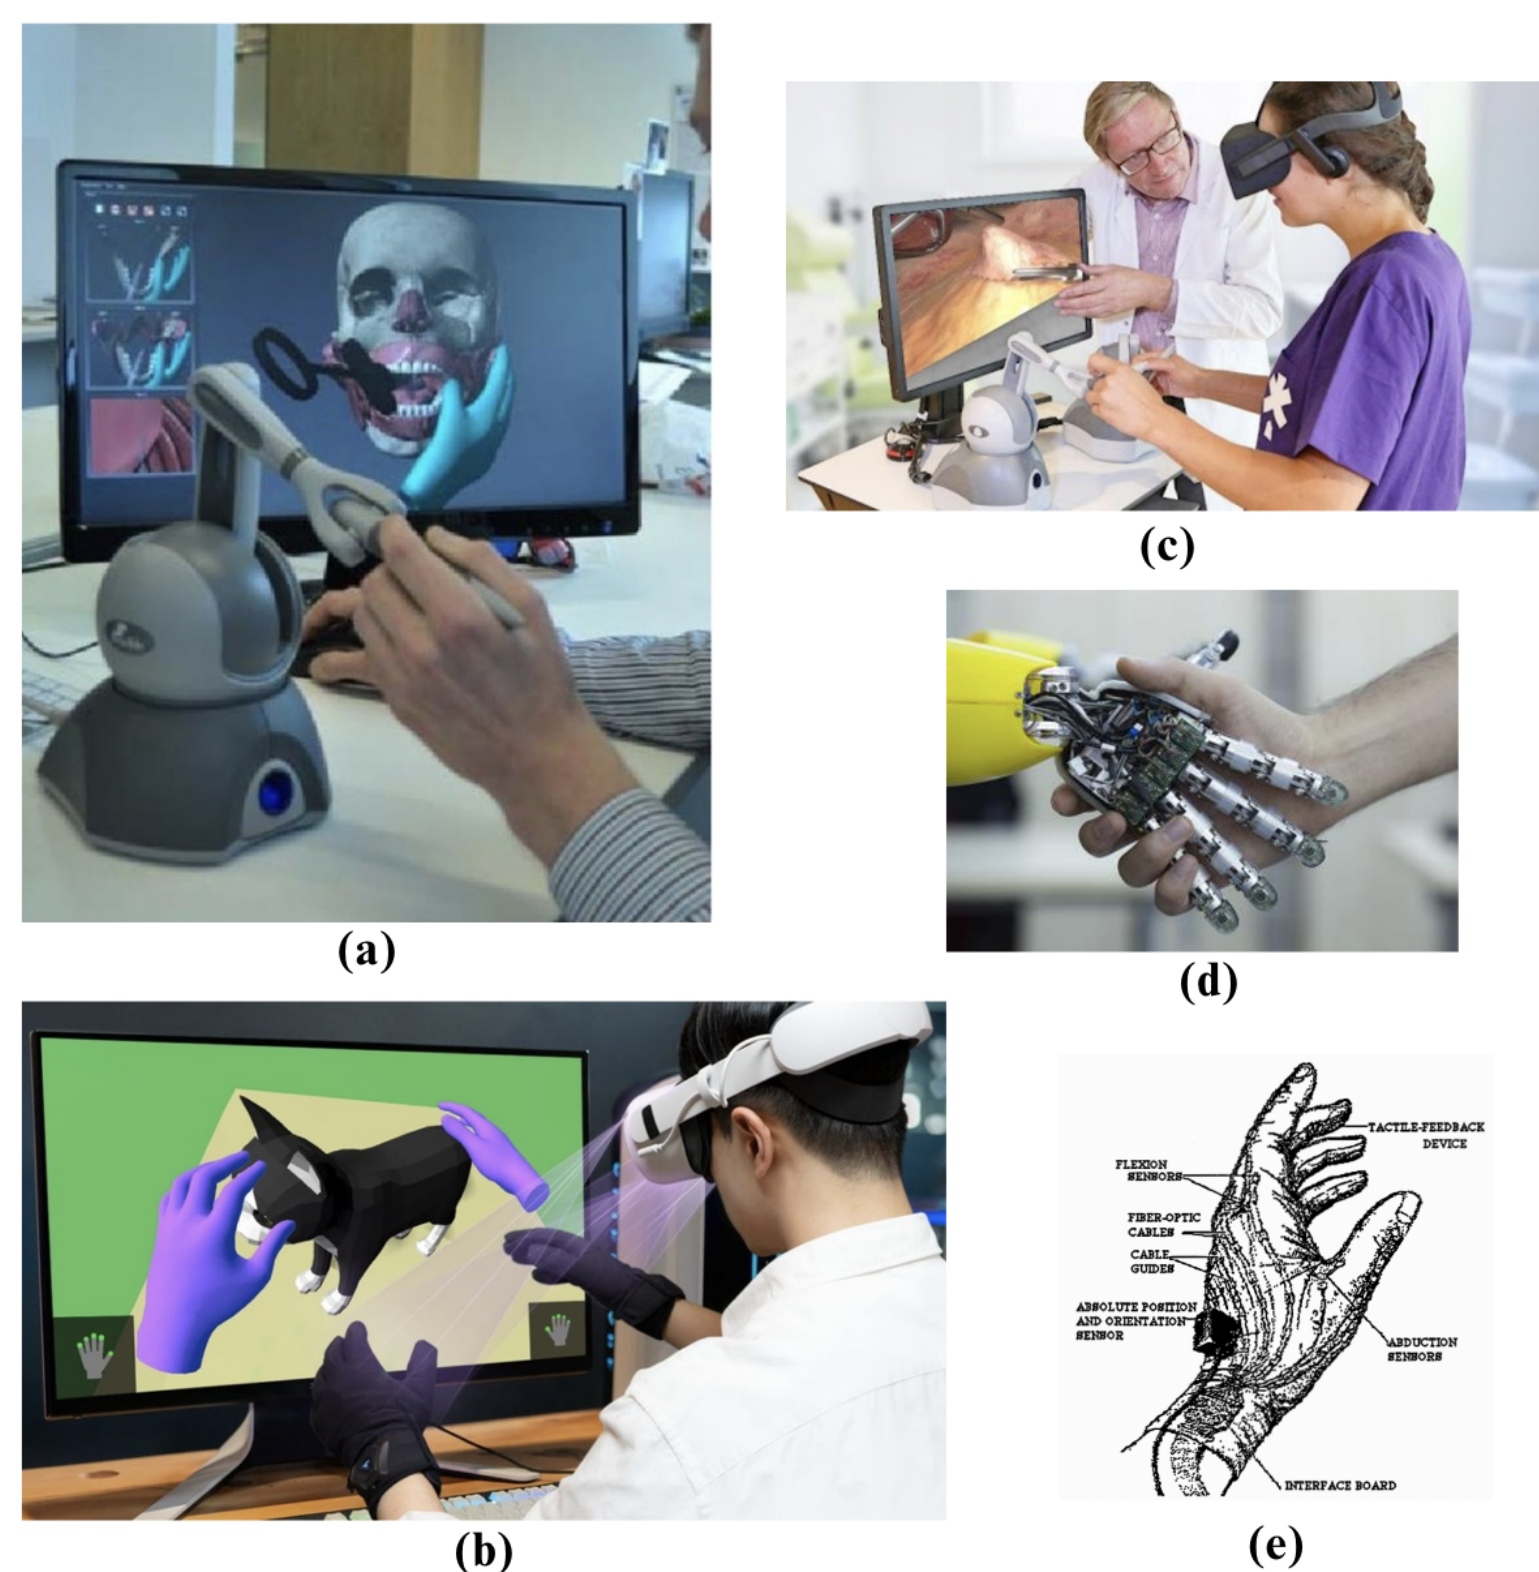 (a)
(c)
(d)
(b)
TACTILE-FEEDBACK
DEVICE
FLEXION
SENSORS
FIBER-OPTIC
CABLES
CABLE
GUIDES
ABSOLUTE POSITION
AND ORIENTATION
SENSOR
ABDUCTION
SENSORS
INTERFACE BOARD
(e)